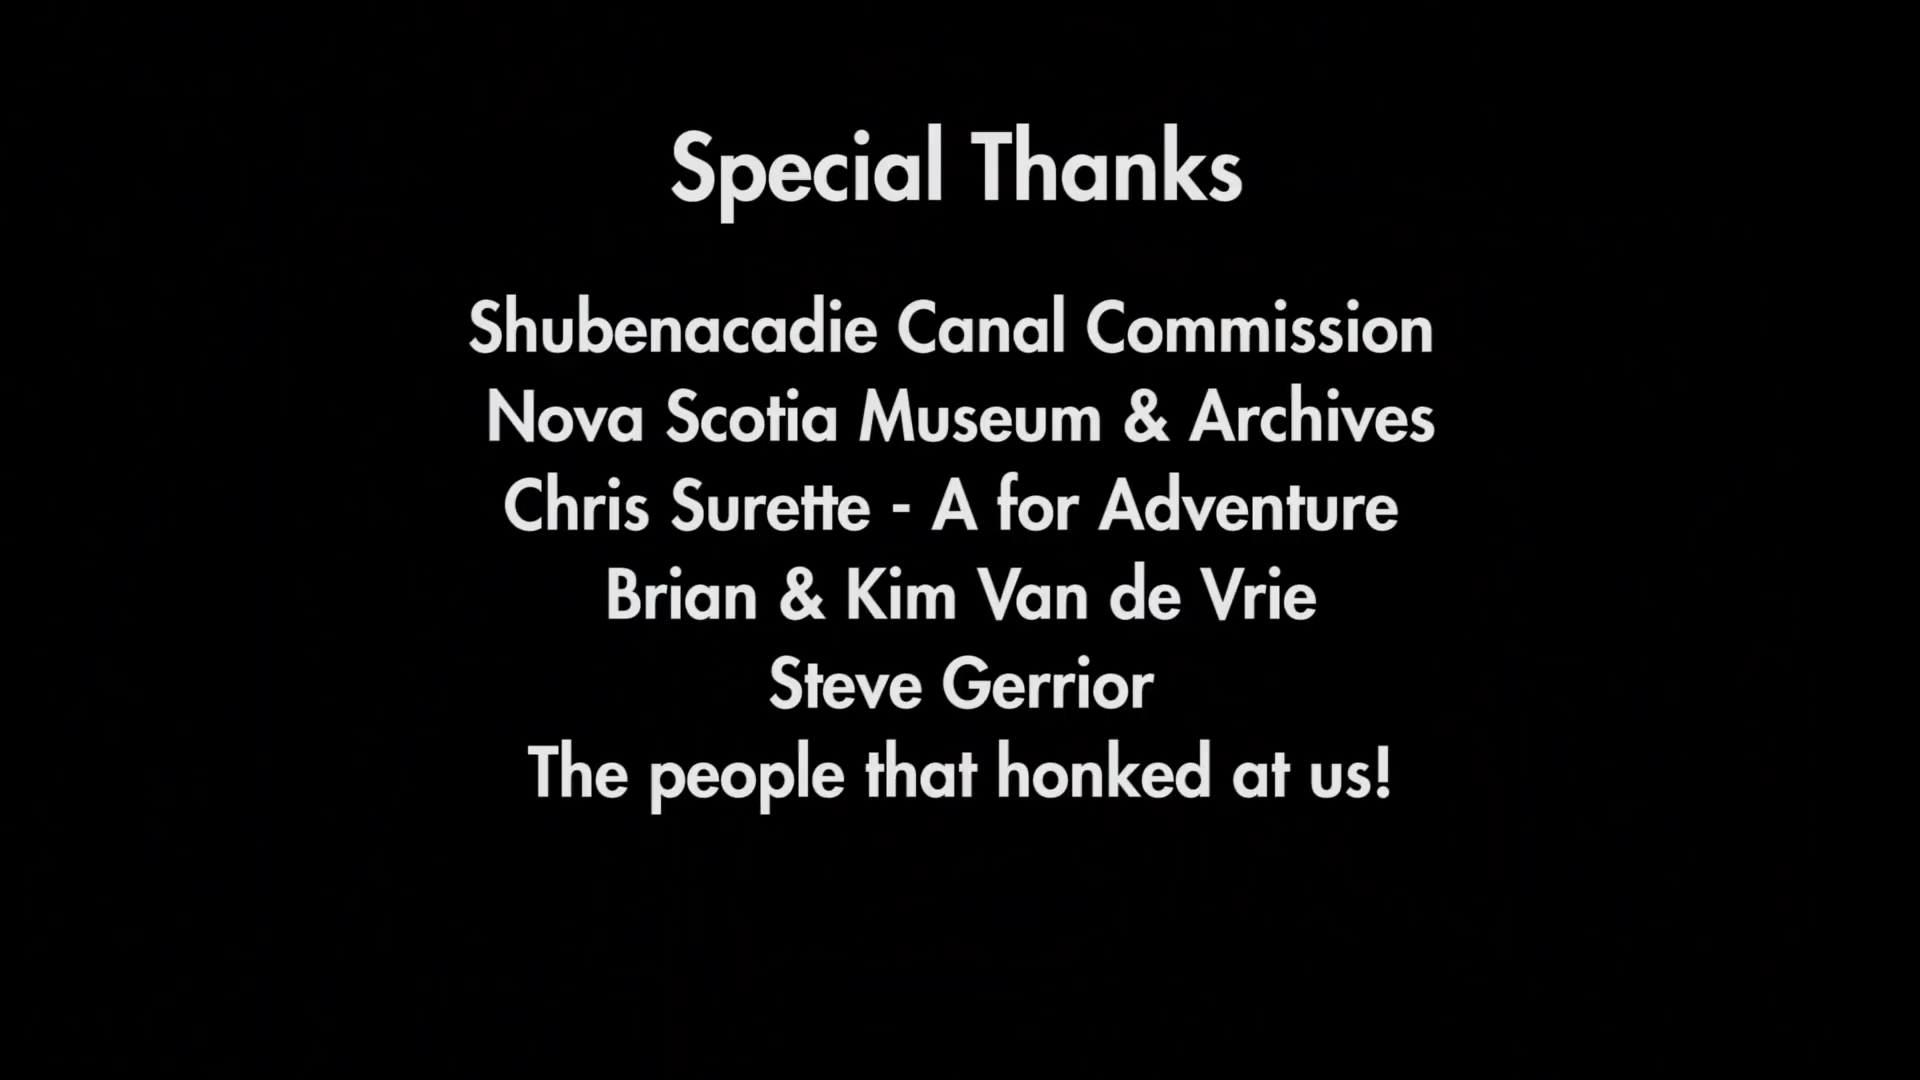 Special Thanks
Shubenacadie Canal Commission
Nova Scotia Museum & Archives
Chris Surette - A for Adventure
Brian & Kim Van de Vrie
Steve Gerrior
The people that honked at us!